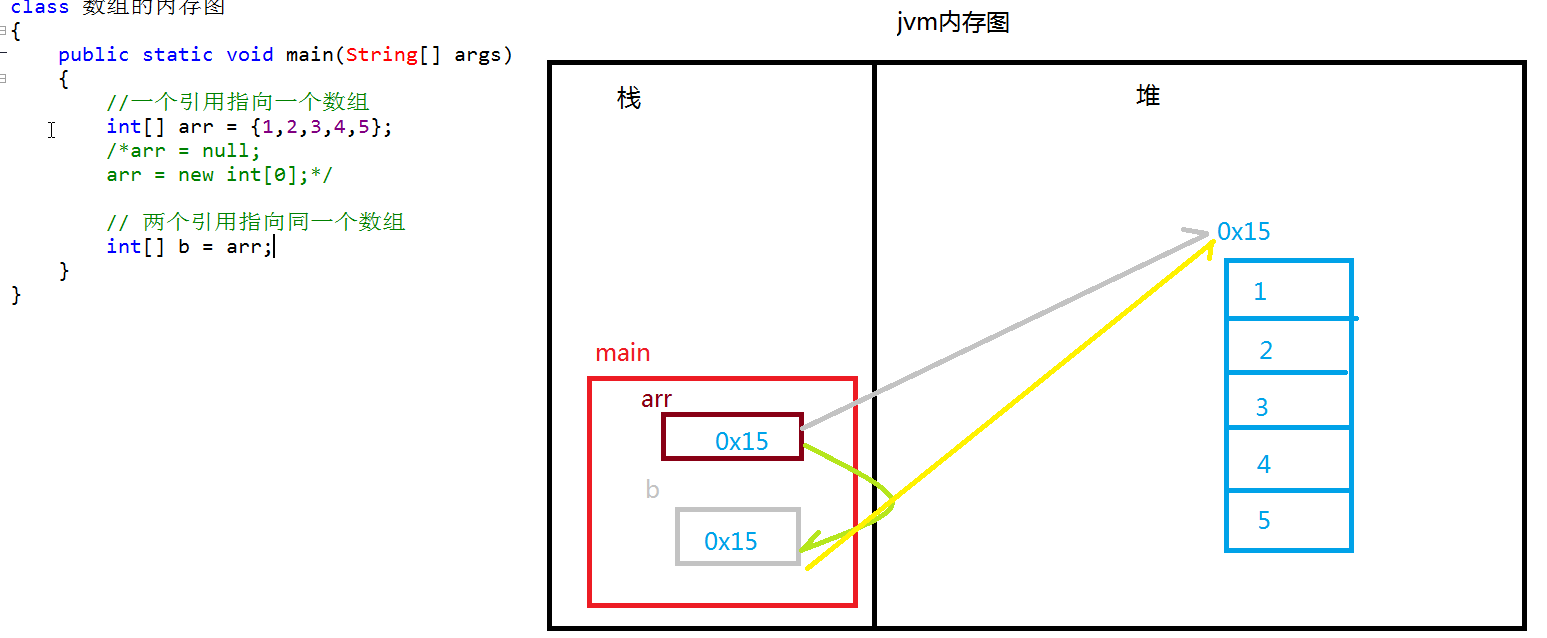 class 数组的内存图
{
public static void main(String[] args)
{
//一个引用指向一个数组
int[] arr = {1,2,3,4,5};
/*arr = null;
arr = new int[0];*/
// 两个引用指向同一个数组
int[] b = arr;
}
}
jvm内存图
栈
堆
0x15
1
2
3
4
5
main
arr
0x15
b
0x15